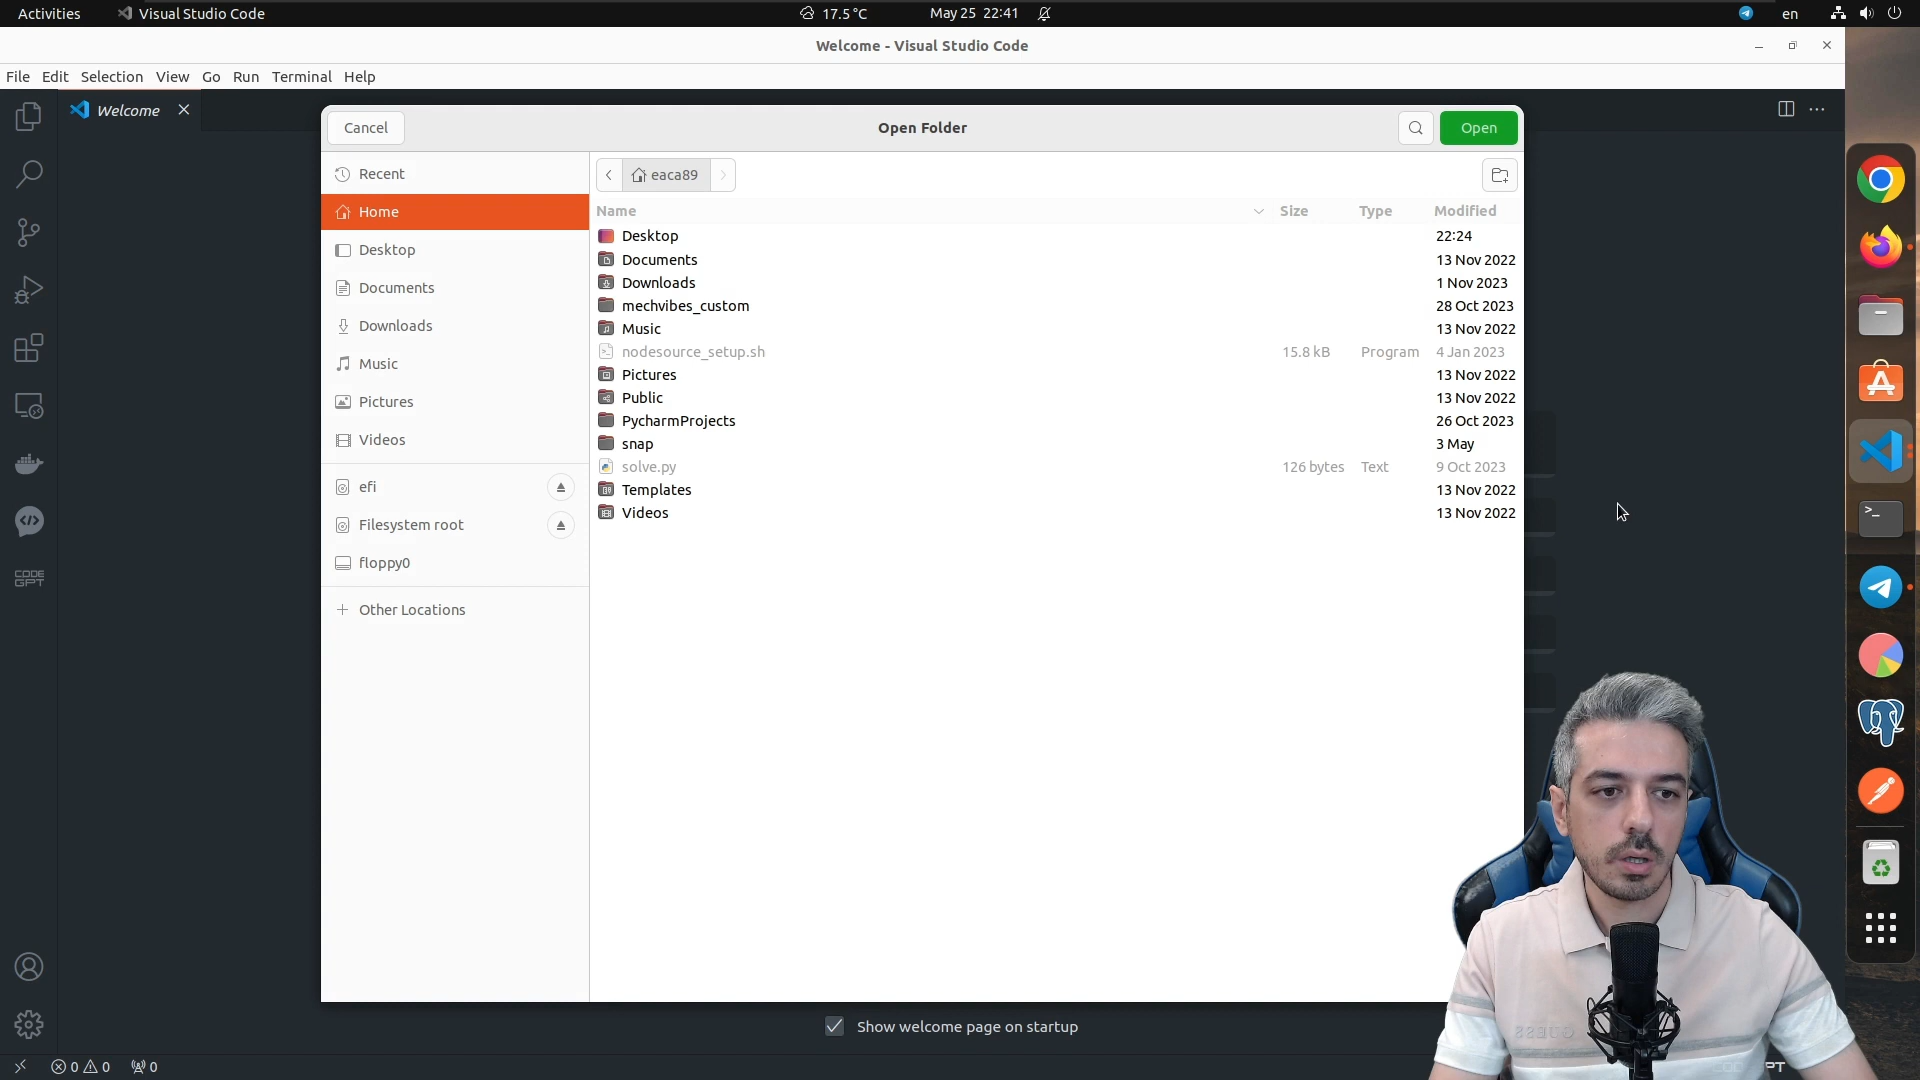 Activities
Visual Studio Code
17.5 °C
May 25 22:41
en
Welcome - Visual Studio Code
File Edit Selection View Go Run Terminal Help
Welcome
Cancel
Open Folder
Open
Recent
Home
Desktop
Documents
Downloads
Music
Pictures
Videos
efi
Filesystem root
floppy0
Other Locations
eaca89
Name Size Type Modified
Desktop 22:24
Documents 13 Nov 2022
Downloads 1 Nov 2023
mechvibes_custom 28 Oct 2023
Music 13 Nov 2022
nodesource_setup.sh 15.8 kB Program 4 Jan 2023
Pictures 13 Nov 2022
Public 13 Nov 2022
PycharmProjects 26 Oct 2023
snap 3 May
solve.py 126 bytes Text 9 Oct 2023
Templates 13 Nov 2022
Videos 13 Nov 2022
CODE
GPT
Show welcome page on startup
0 0 0